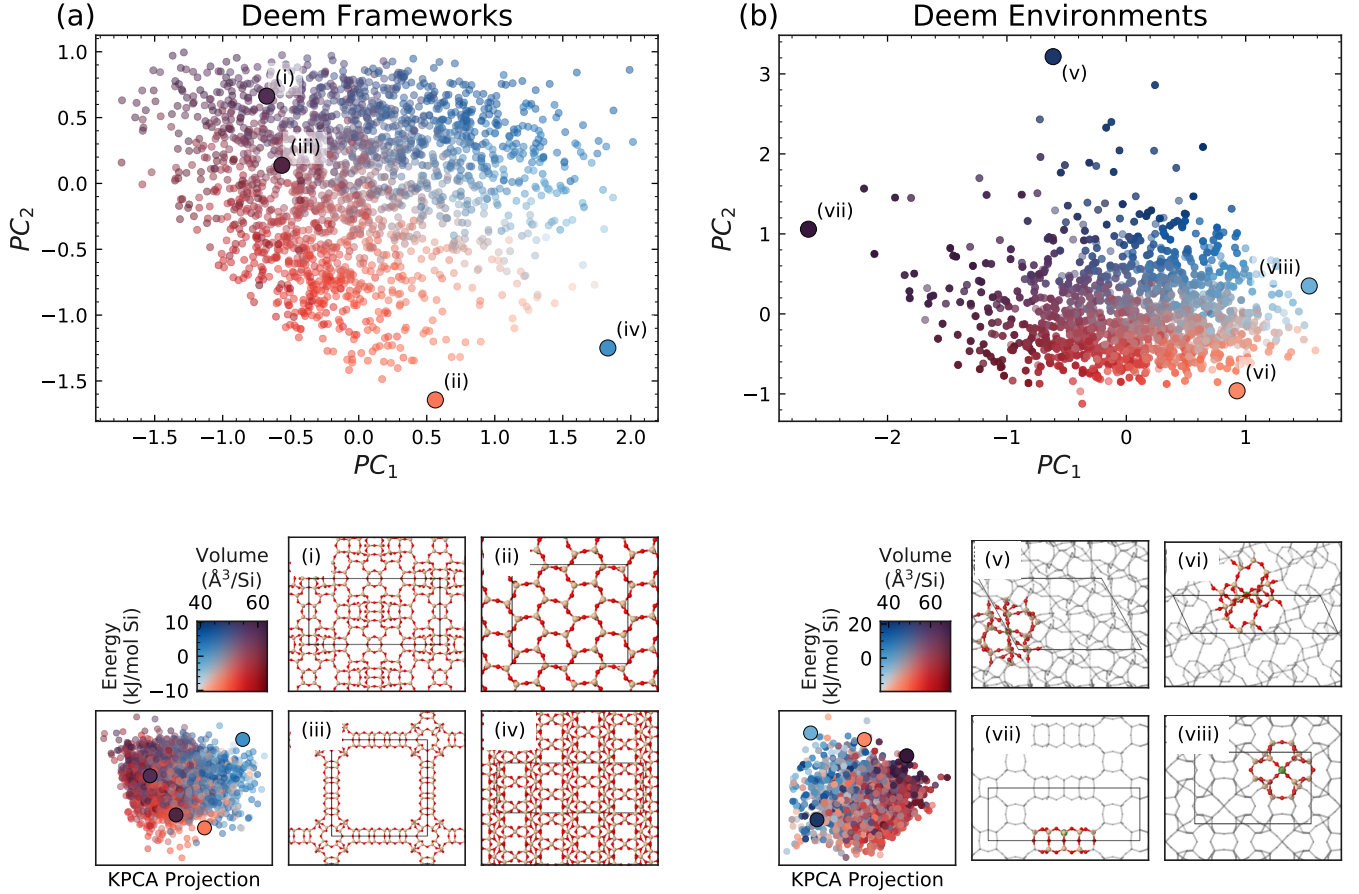 (a)
Deem Frameworks
1.0
0.5
0.0
−0.5
−1.0
−1.5
PC2
(i)
(iii)
(iv)
(ii)
−1.5
−1.0
−0.5
0.0
0.5
1.0
1.5
2.0
PC1
(b)
Deem Environments
3
2
1
0
−1
PC2
(v)
(vii)
(viii)
(vi)
−2
−1
0
1
PC1
Volume
(Å3/Si)
40 60
Energy
(kJ/mol Si)
10
0
−10
(i)
(ii)
(iii)
(iv)
KPCA Projection
Volume
(Å3/Si)
40 60
Energy
(kJ/mol Si)
20
0
(v)
(vi)
(vii)
(viii)
KPCA Projection